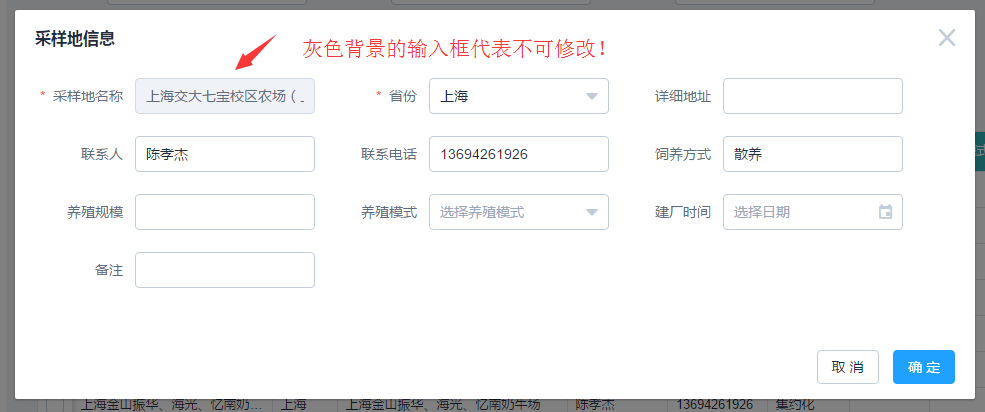 采样地信息
灰色背景的输入框代表不可修改！
* 采样地名称 上海交大七宝校区农场（ * 省份 上海 详细地址
联系人 陈孝杰 联系电话 13694261926 饲养方式 散养
养殖规模 养殖模式 选择养殖模式 建厂时间 选择日期
备注
取 消 确 定
上海金山振华、海光、亿南奶... 上海 上海金山振华、海光、亿南奶牛场 陈孝杰 13694261926 集约化